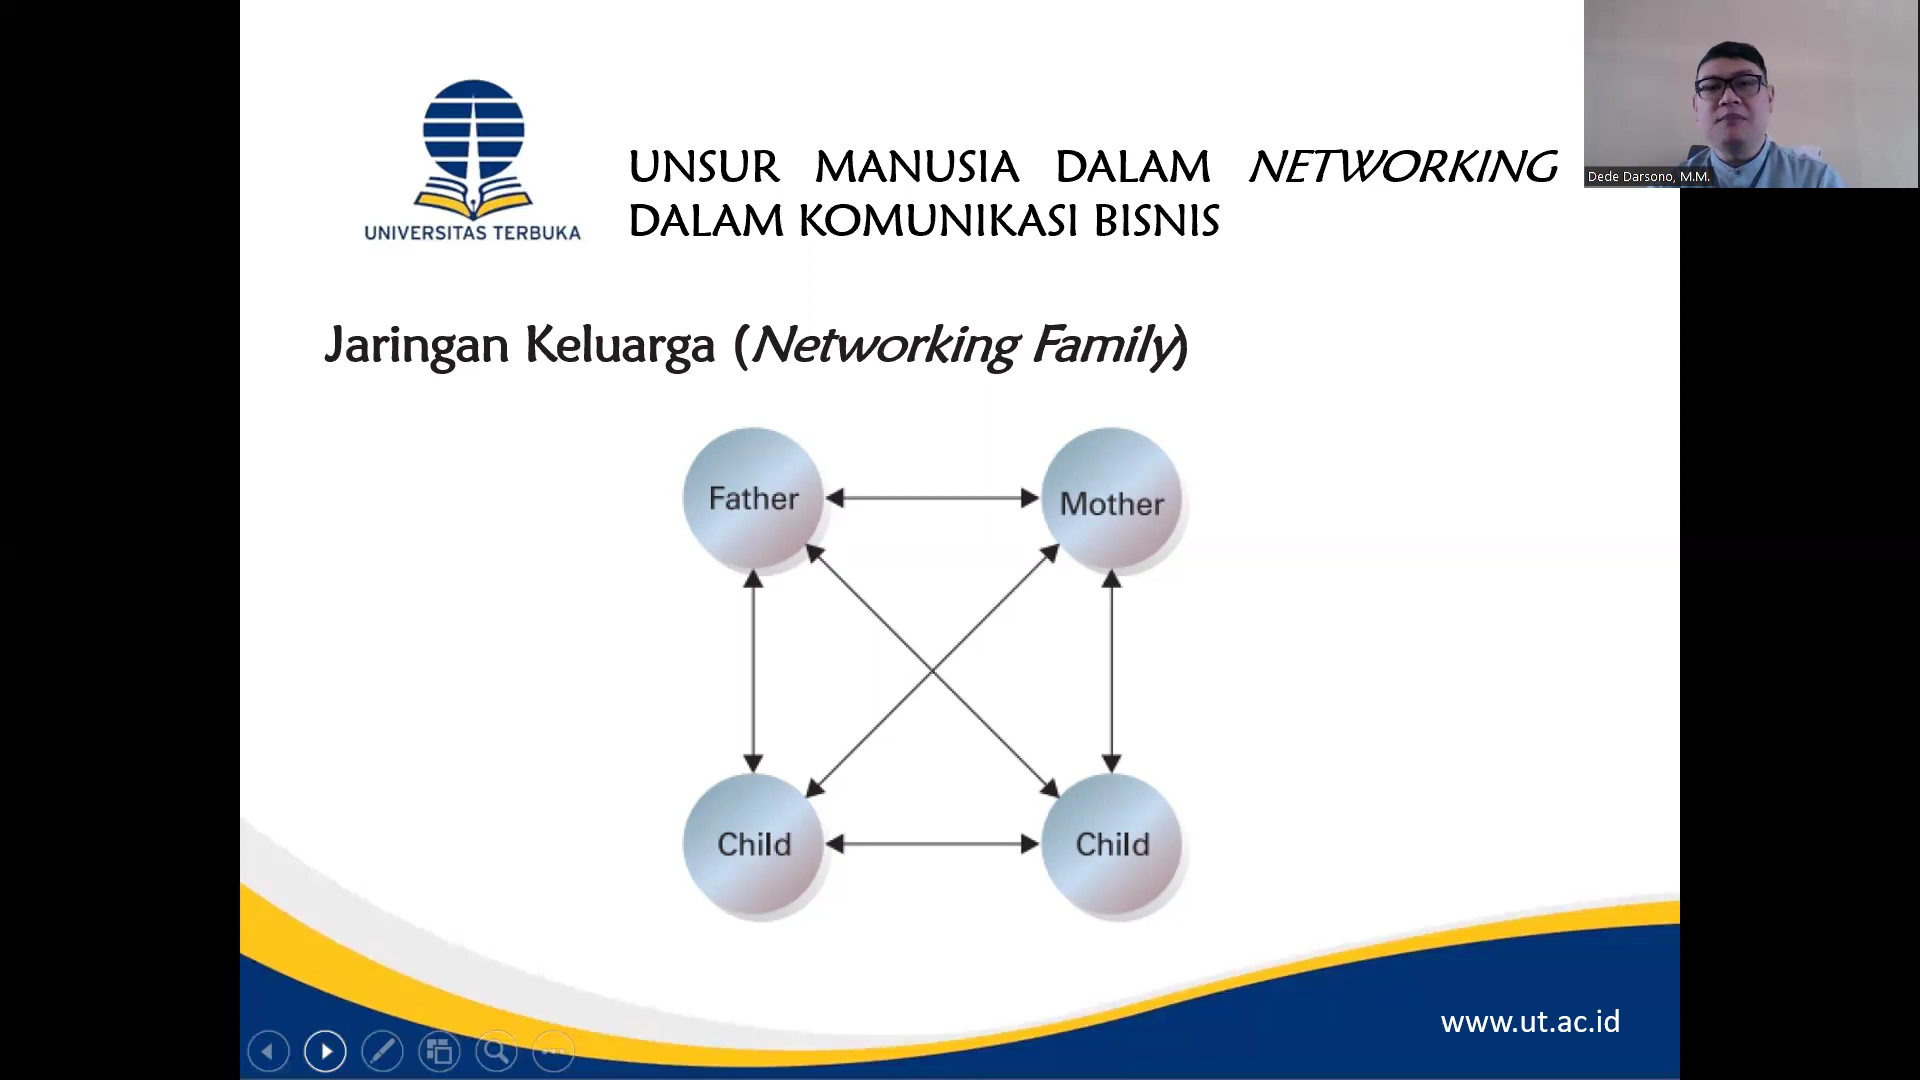 UNIVERSITAS TERBUKA
UNSUR MANUSIA DALAM NETWORKING
DALAM KOMUNIKASI BISNIS
Dede Darsono, M.M.
Jaringan Keluarga (Networking Family)
Father
Mother
Child
Child
www.ut.ac.id